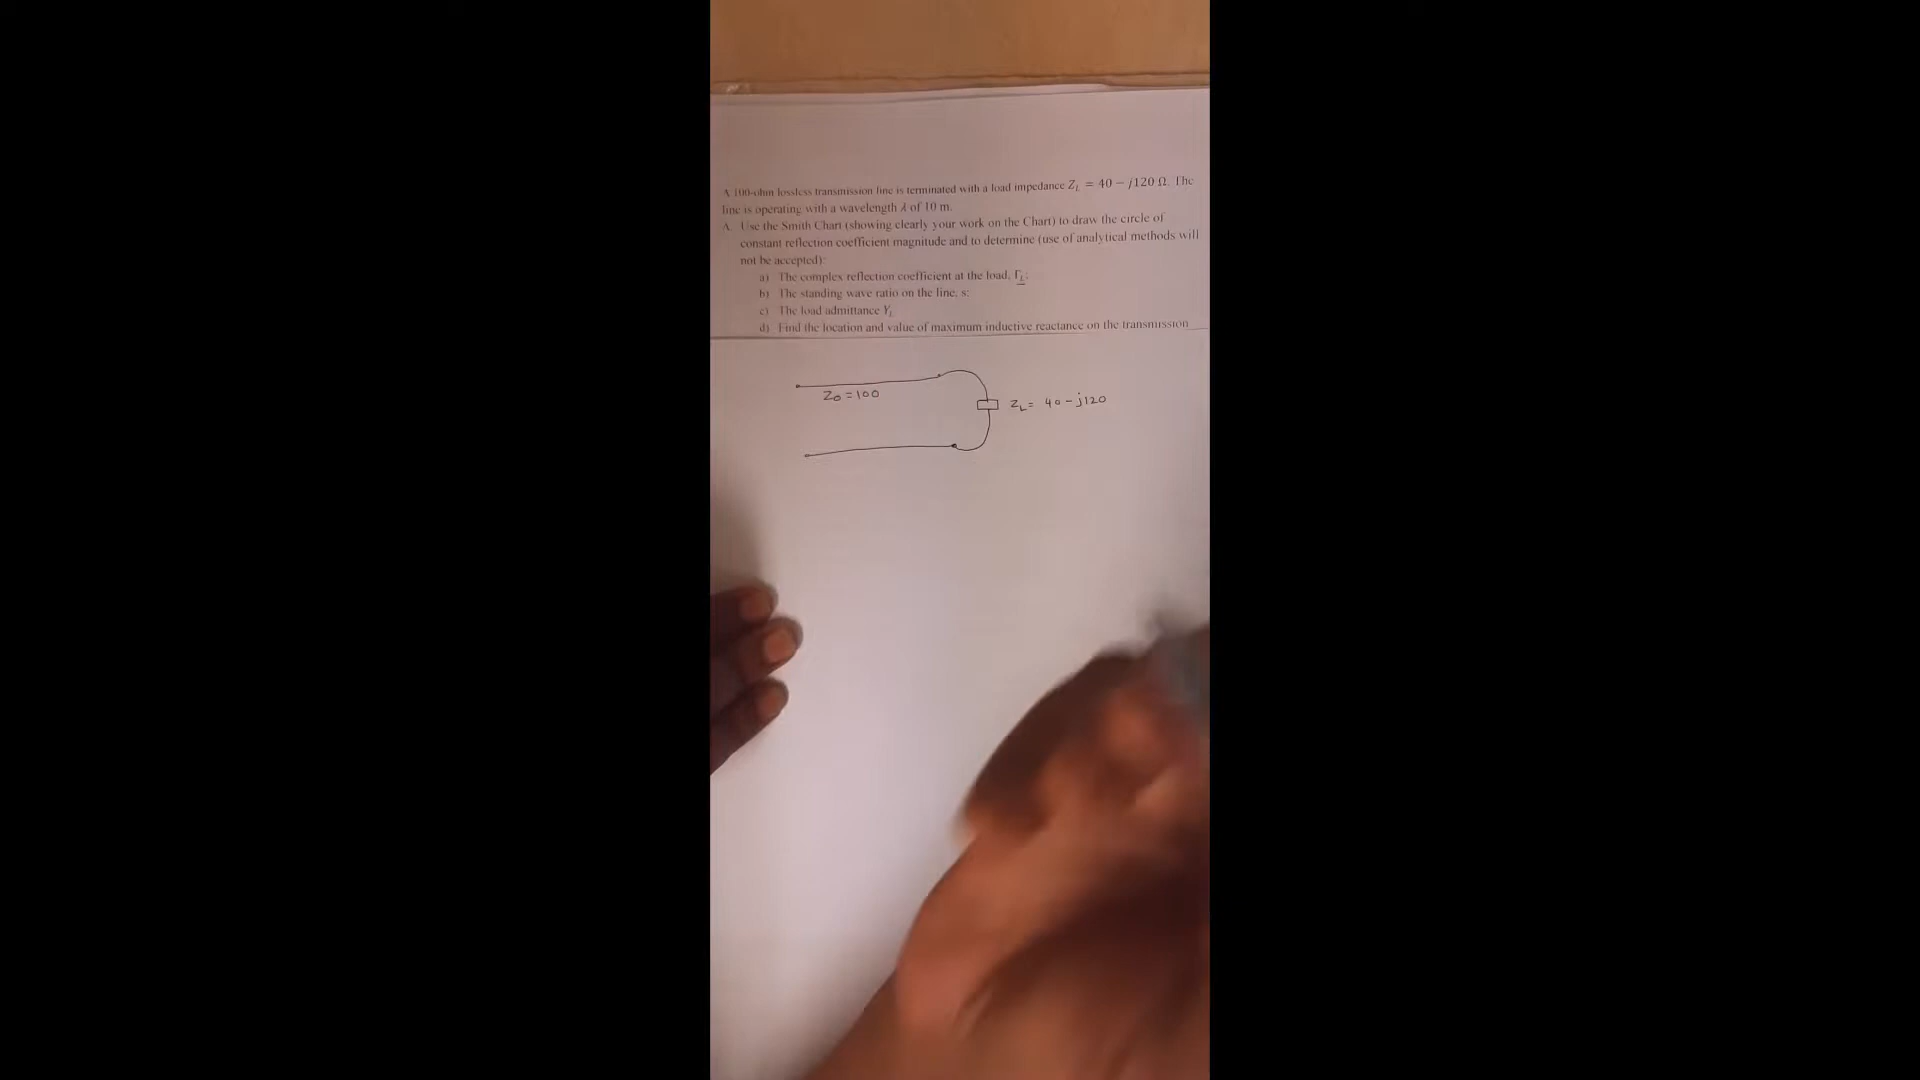 A 100-ohm lossless transmission line is terminated with a load impedance Z_L = 40 − j120 Ω. The
line is operating with a wavelength λ of 10 m.
A. Use the Smith Chart (showing clearly your work on the Chart) to draw the circle of
constant reflection coefficient magnitude and to determine (use of analytical methods will
not be accepted):
a) The complex reflection coefficient at the load, Γ_L;
b) The standing wave ratio on the line, s;
c) The load admittance Y_L
d) Find the location and value of maximum inductive reactance on the transmission
Z₀ = 100
Z_L = 40 - j120